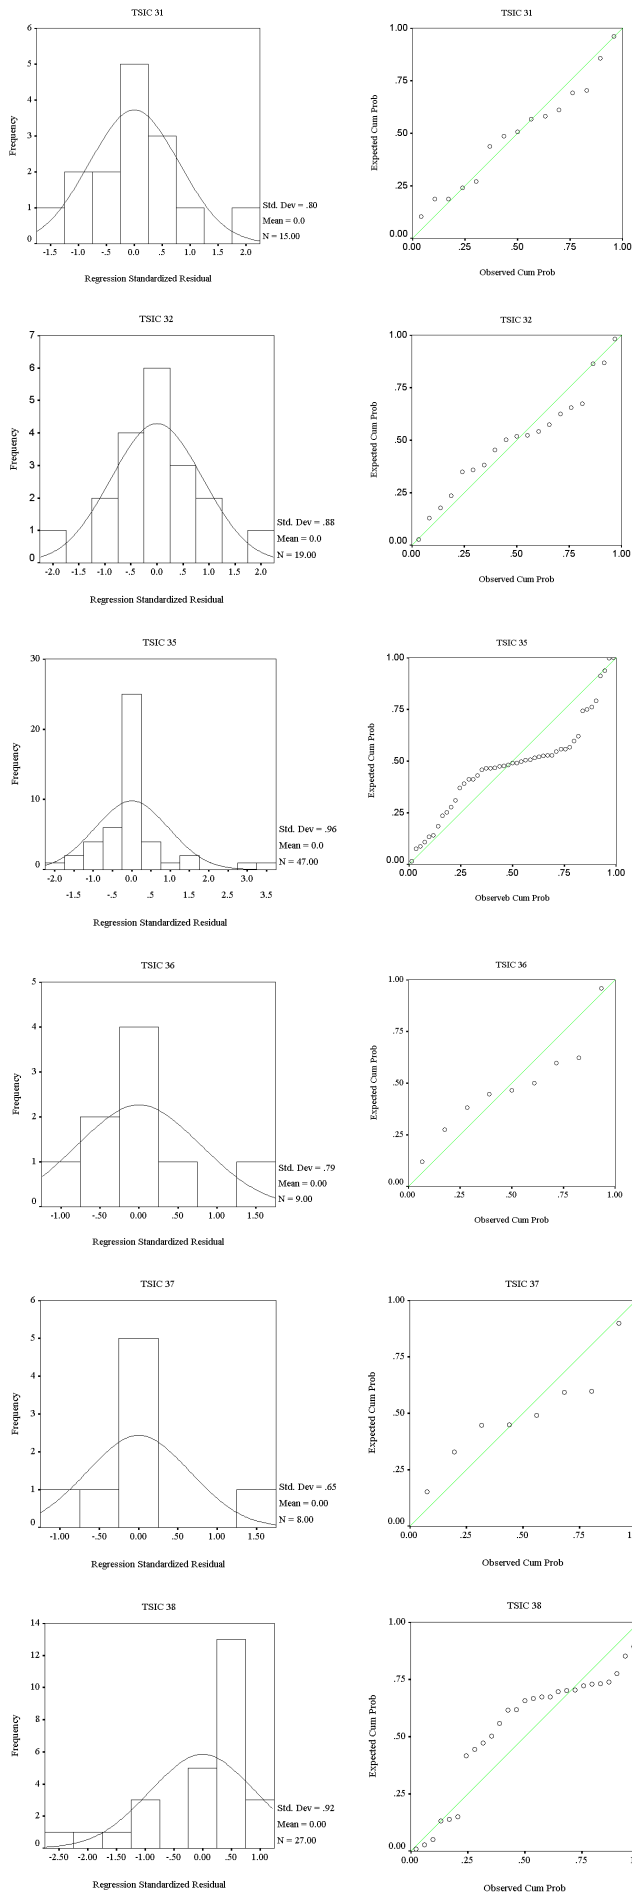 TSIC 31
6
5
4
3
2
1
0
Frequency
-1.5 -1.0 -.5 0.0 .5 1.0 1.5 2.0
Regression Standardized Residual
Std. Dev = .80
Mean = 0.0
N = 15.00
TSIC 31
1.00
.75
.50
.25
0.00
Expected Cum Prob
0.00 .25 .50 .75 1.00
Observed Cum Prob
TSIC 32
7
6
5
4
3
2
1
0
Frequency
-2.0 -1.5 -1.0 -.5 0.0 .5 1.0 1.5 2.0
Regression Standardized Residual
Std. Dev = .88
Mean = 0.0
N = 19.00
TSIC 32
1.00
.75
.50
.25
0.00
Expected Cum Prob
0.00 .25 .50 .75 1.00
Observed Cum Prob
TSIC 35
30
20
10
0
Frequency
-2.0 -1.0 0.0 1.0 2.0 3.0
-1.5 -.5 .5 1.5 2.5 3.5
Regression Standardized Residual
Std. Dev = .96
Mean = 0.0
N = 47.00
TSIC 35
1.00
.75
.50
.25
0.00
Expected Cum Prob
0.00 .25 .50 .75 1.00
Observeb Cum Prob
TSIC 36
5
4
3
2
1
0
Frequency
-1.00 -.50 0.00 .50 1.00 1.50
Regression Standardized Residual
Std. Dev = .79
Mean = 0.00
N = 9.00
TSIC 36
1.00
.75
.50
.25
0.00
Expected Cum Prob
0.00 .25 .50 .75 1.00
Observed Cum Prob
TSIC 37
6
5
4
3
2
1
0
Frequency
-1.00 -.50 0.00 .50 1.00 1.50
Regression Standardized Residual
Std. Dev = .65
Mean = 0.00
N = 8.00
TSIC 37
1.00
.75
.50
.25
0.00
Expected Cum Prob
0.00 .25 .50 .75
Observed Cum Prob
TSIC 38
14
12
10
8
6
4
2
0
Frequency
-2.50 -2.00 -1.50 -1.00 -.50 0.00 .50 1.00
Regression Standardized Residual
Std. Dev = .92
Mean = 0.00
N = 27.00
TSIC 38
1.00
.75
.50
.25
0.00
Expected Cum Prob
0.00 .25 .50 .75
Observed Cum Prob